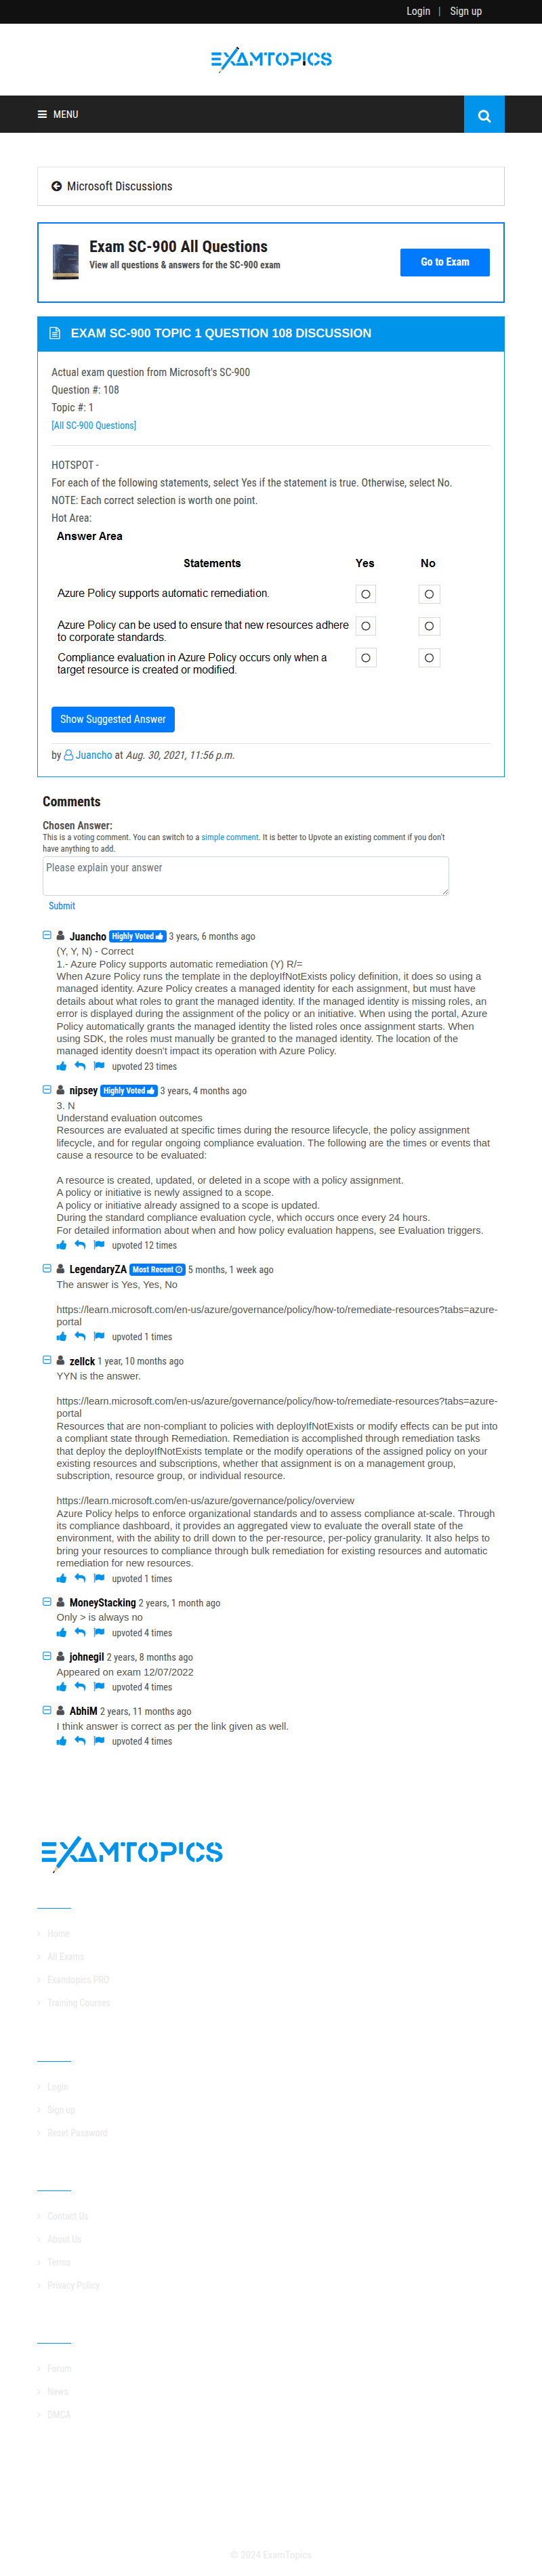 Login | Sign up
EXAMTOPICS
MENU
Microsoft Discussions
Exam SC-900 All Questions
View all questions & answers for the SC-900 exam
Go to Exam
EXAM SC-900 TOPIC 1 QUESTION 108 DISCUSSION
Actual exam question from Microsoft's SC-900
Question #: 108
Topic #: 1
[All SC-900 Questions]
HOTSPOT -
For each of the following statements, select Yes if the statement is true. Otherwise, select No.
NOTE: Each correct selection is worth one point.
Hot Area:
Answer Area
Statements Yes No
Azure Policy supports automatic remediation.
Azure Policy can be used to ensure that new resources adhere
to corporate standards.
Compliance evaluation in Azure Policy occurs only when a
target resource is created or modified.
Show Suggested Answer
by Juancho at Aug. 30, 2021, 11:56 p.m.
Comments
Chosen Answer:
This is a voting comment. You can switch to a simple comment. It is better to Upvote an existing comment if you don't
have anything to add.
Please explain your answer
Submit
Juancho Highly Voted 3 years, 6 months ago
(Y, Y, N) - Correct
1.- Azure Policy supports automatic remediation (Y) R/=
When Azure Policy runs the template in the deployIfNotExists policy definition, it does so using a
managed identity. Azure Policy creates a managed identity for each assignment, but must have
details about what roles to grant the managed identity. If the managed identity is missing roles, an
error is displayed during the assignment of the policy or an initiative. When using the portal, Azure
Policy automatically grants the managed identity the listed roles once assignment starts. When
using SDK, the roles must manually be granted to the managed identity. The location of the
managed identity doesn't impact its operation with Azure Policy.
upvoted 23 times
nipsey Highly Voted 3 years, 4 months ago
3. N
Understand evaluation outcomes
Resources are evaluated at specific times during the resource lifecycle, the policy assignment
lifecycle, and for regular ongoing compliance evaluation. The following are the times or events that
cause a resource to be evaluated:
A resource is created, updated, or deleted in a scope with a policy assignment.
A policy or initiative is newly assigned to a scope.
A policy or initiative already assigned to a scope is updated.
During the standard compliance evaluation cycle, which occurs once every 24 hours.
For detailed information about when and how policy evaluation happens, see Evaluation triggers.
upvoted 12 times
LegendaryZA Most Recent 5 months, 1 week ago
The answer is Yes, Yes, No
https://learn.microsoft.com/en-us/azure/governance/policy/how-to/remediate-resources?tabs=azure-
portal
upvoted 1 times
zellck 1 year, 10 months ago
YYN is the answer.
https://learn.microsoft.com/en-us/azure/governance/policy/how-to/remediate-resources?tabs=azure-
portal
Resources that are non-compliant to policies with deployIfNotExists or modify effects can be put into
a compliant state through Remediation. Remediation is accomplished through remediation tasks
that deploy the deployIfNotExists template or the modify operations of the assigned policy on your
existing resources and subscriptions, whether that assignment is on a management group,
subscription, resource group, or individual resource.
https://learn.microsoft.com/en-us/azure/governance/policy/overview
Azure Policy helps to enforce organizational standards and to assess compliance at-scale. Through
its compliance dashboard, it provides an aggregated view to evaluate the overall state of the
environment, with the ability to drill down to the per-resource, per-policy granularity. It also helps to
bring your resources to compliance through bulk remediation for existing resources and automatic
remediation for new resources.
upvoted 1 times
MoneyStacking 2 years, 1 month ago
Only > is always no
upvoted 4 times
johnegil 2 years, 8 months ago
Appeared on exam 12/07/2022
upvoted 4 times
AbhiM 2 years, 11 months ago
I think answer is correct as per the link given as well.
upvoted 4 times
EXAMTOPICS
Home
All Exams
Examtopics PRO
Training Courses
Login
Sign up
Reset Password
Contact Us
About Us
Terms
Privacy Policy
Forum
News
DMCA
© 2024 ExamTopics